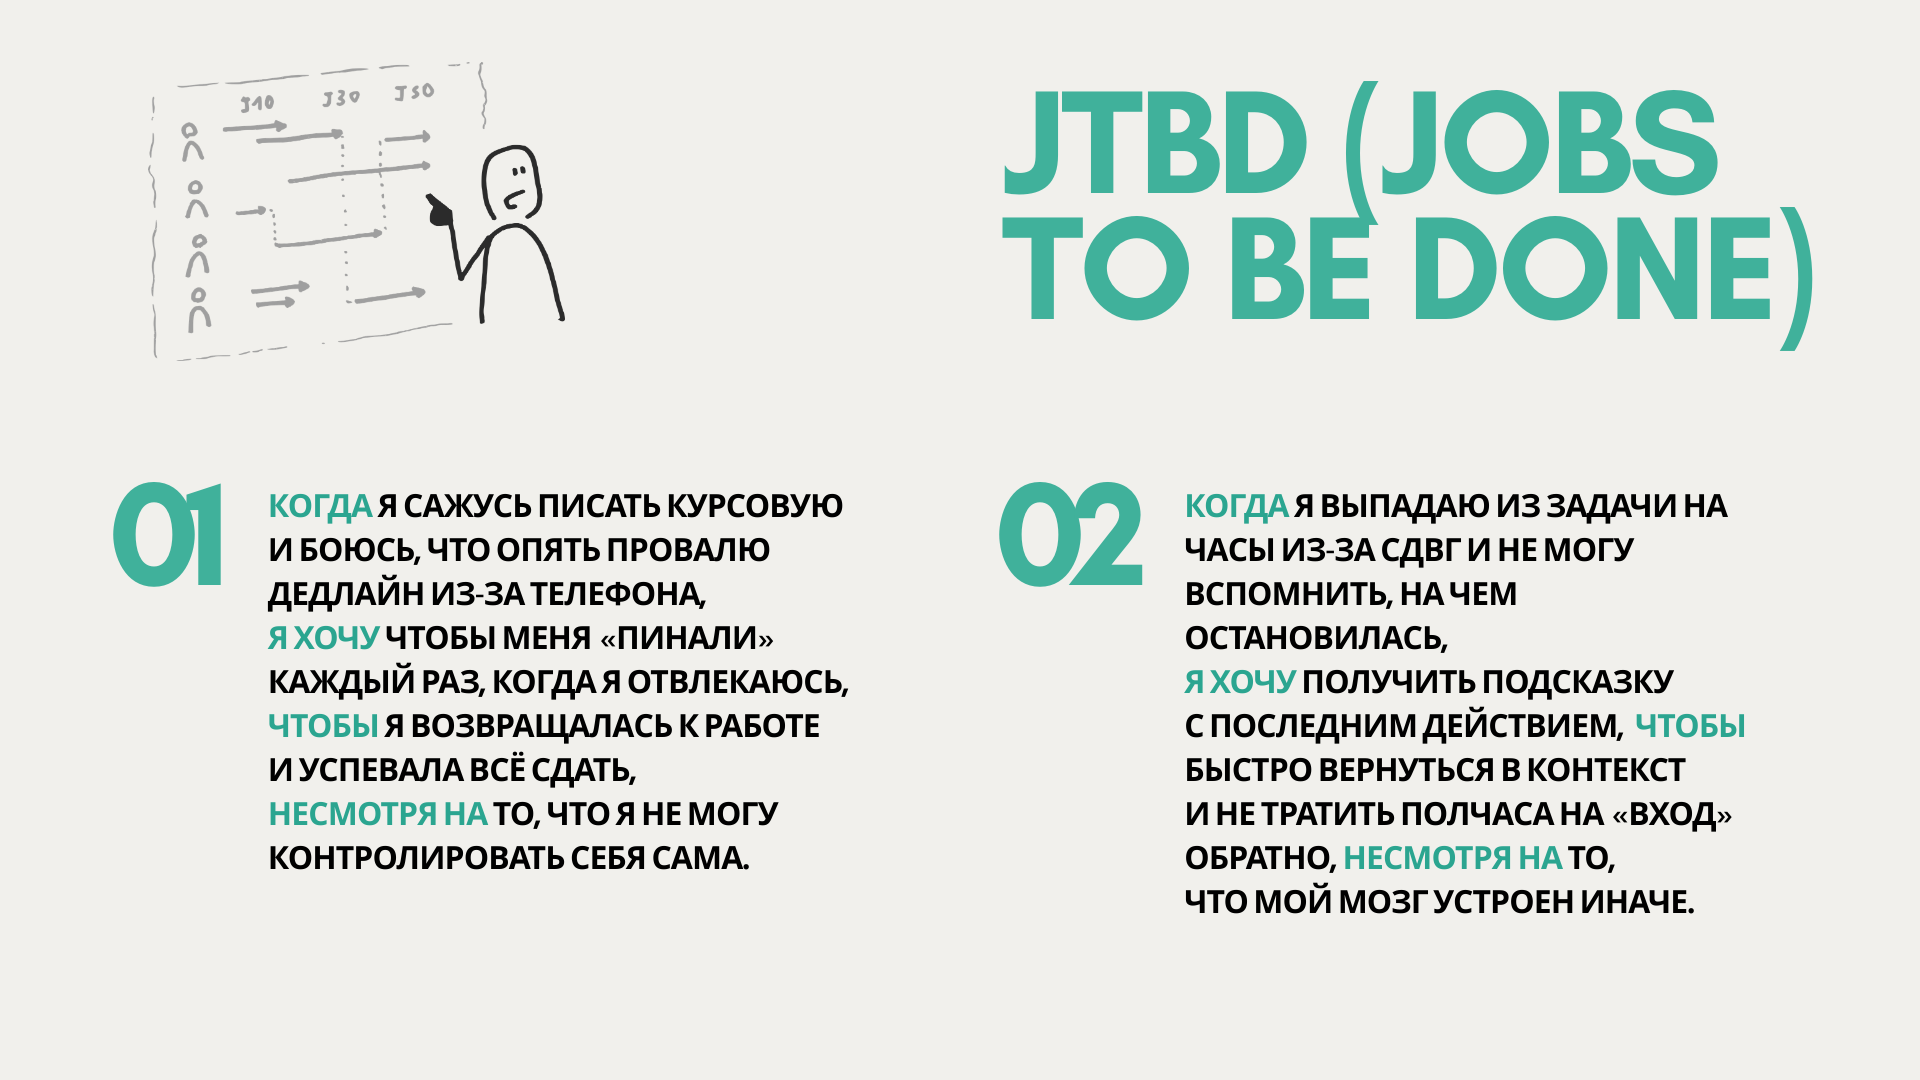 J10 J30 J50
JTBD (JOBS
TO BE DONE)
01
КОГДА Я САЖУСЬ ПИСАТЬ КУРСОВУЮ
И БОЮСЬ, ЧТО ОПЯТЬ ПРОВАЛЮ
ДЕДЛАЙН ИЗ-ЗА ТЕЛЕФОНА,
Я ХОЧУ ЧТОБЫ МЕНЯ «ПИНАЛИ»
КАЖДЫЙ РАЗ, КОГДА Я ОТВЛЕКАЮСЬ,
ЧТОБЫ Я ВОЗВРАЩАЛАСЬ К РАБОТЕ
И УСПЕВАЛА ВСЁ СДАТЬ,
НЕСМОТРЯ НА ТО, ЧТО Я НЕ МОГУ
КОНТРОЛИРОВАТЬ СЕБЯ САМА.
02
КОГДА Я ВЫПАДАЮ ИЗ ЗАДАЧИ НА
ЧАСЫ ИЗ-ЗА СДВГ И НЕ МОГУ
ВСПОМНИТЬ, НА ЧЕМ
ОСТАНОВИЛАСЬ,
Я ХОЧУ ПОЛУЧИТЬ ПОДСКАЗКУ
С ПОСЛЕДНИМ ДЕЙСТВИЕМ, ЧТОБЫ
БЫСТРО ВЕРНУТЬСЯ В КОНТЕКСТ
И НЕ ТРАТИТЬ ПОЛЧАСА НА «ВХОД»
ОБРАТНО, НЕСМОТРЯ НА ТО,
ЧТО МОЙ МОЗГ УСТРОЕН ИНАЧЕ.